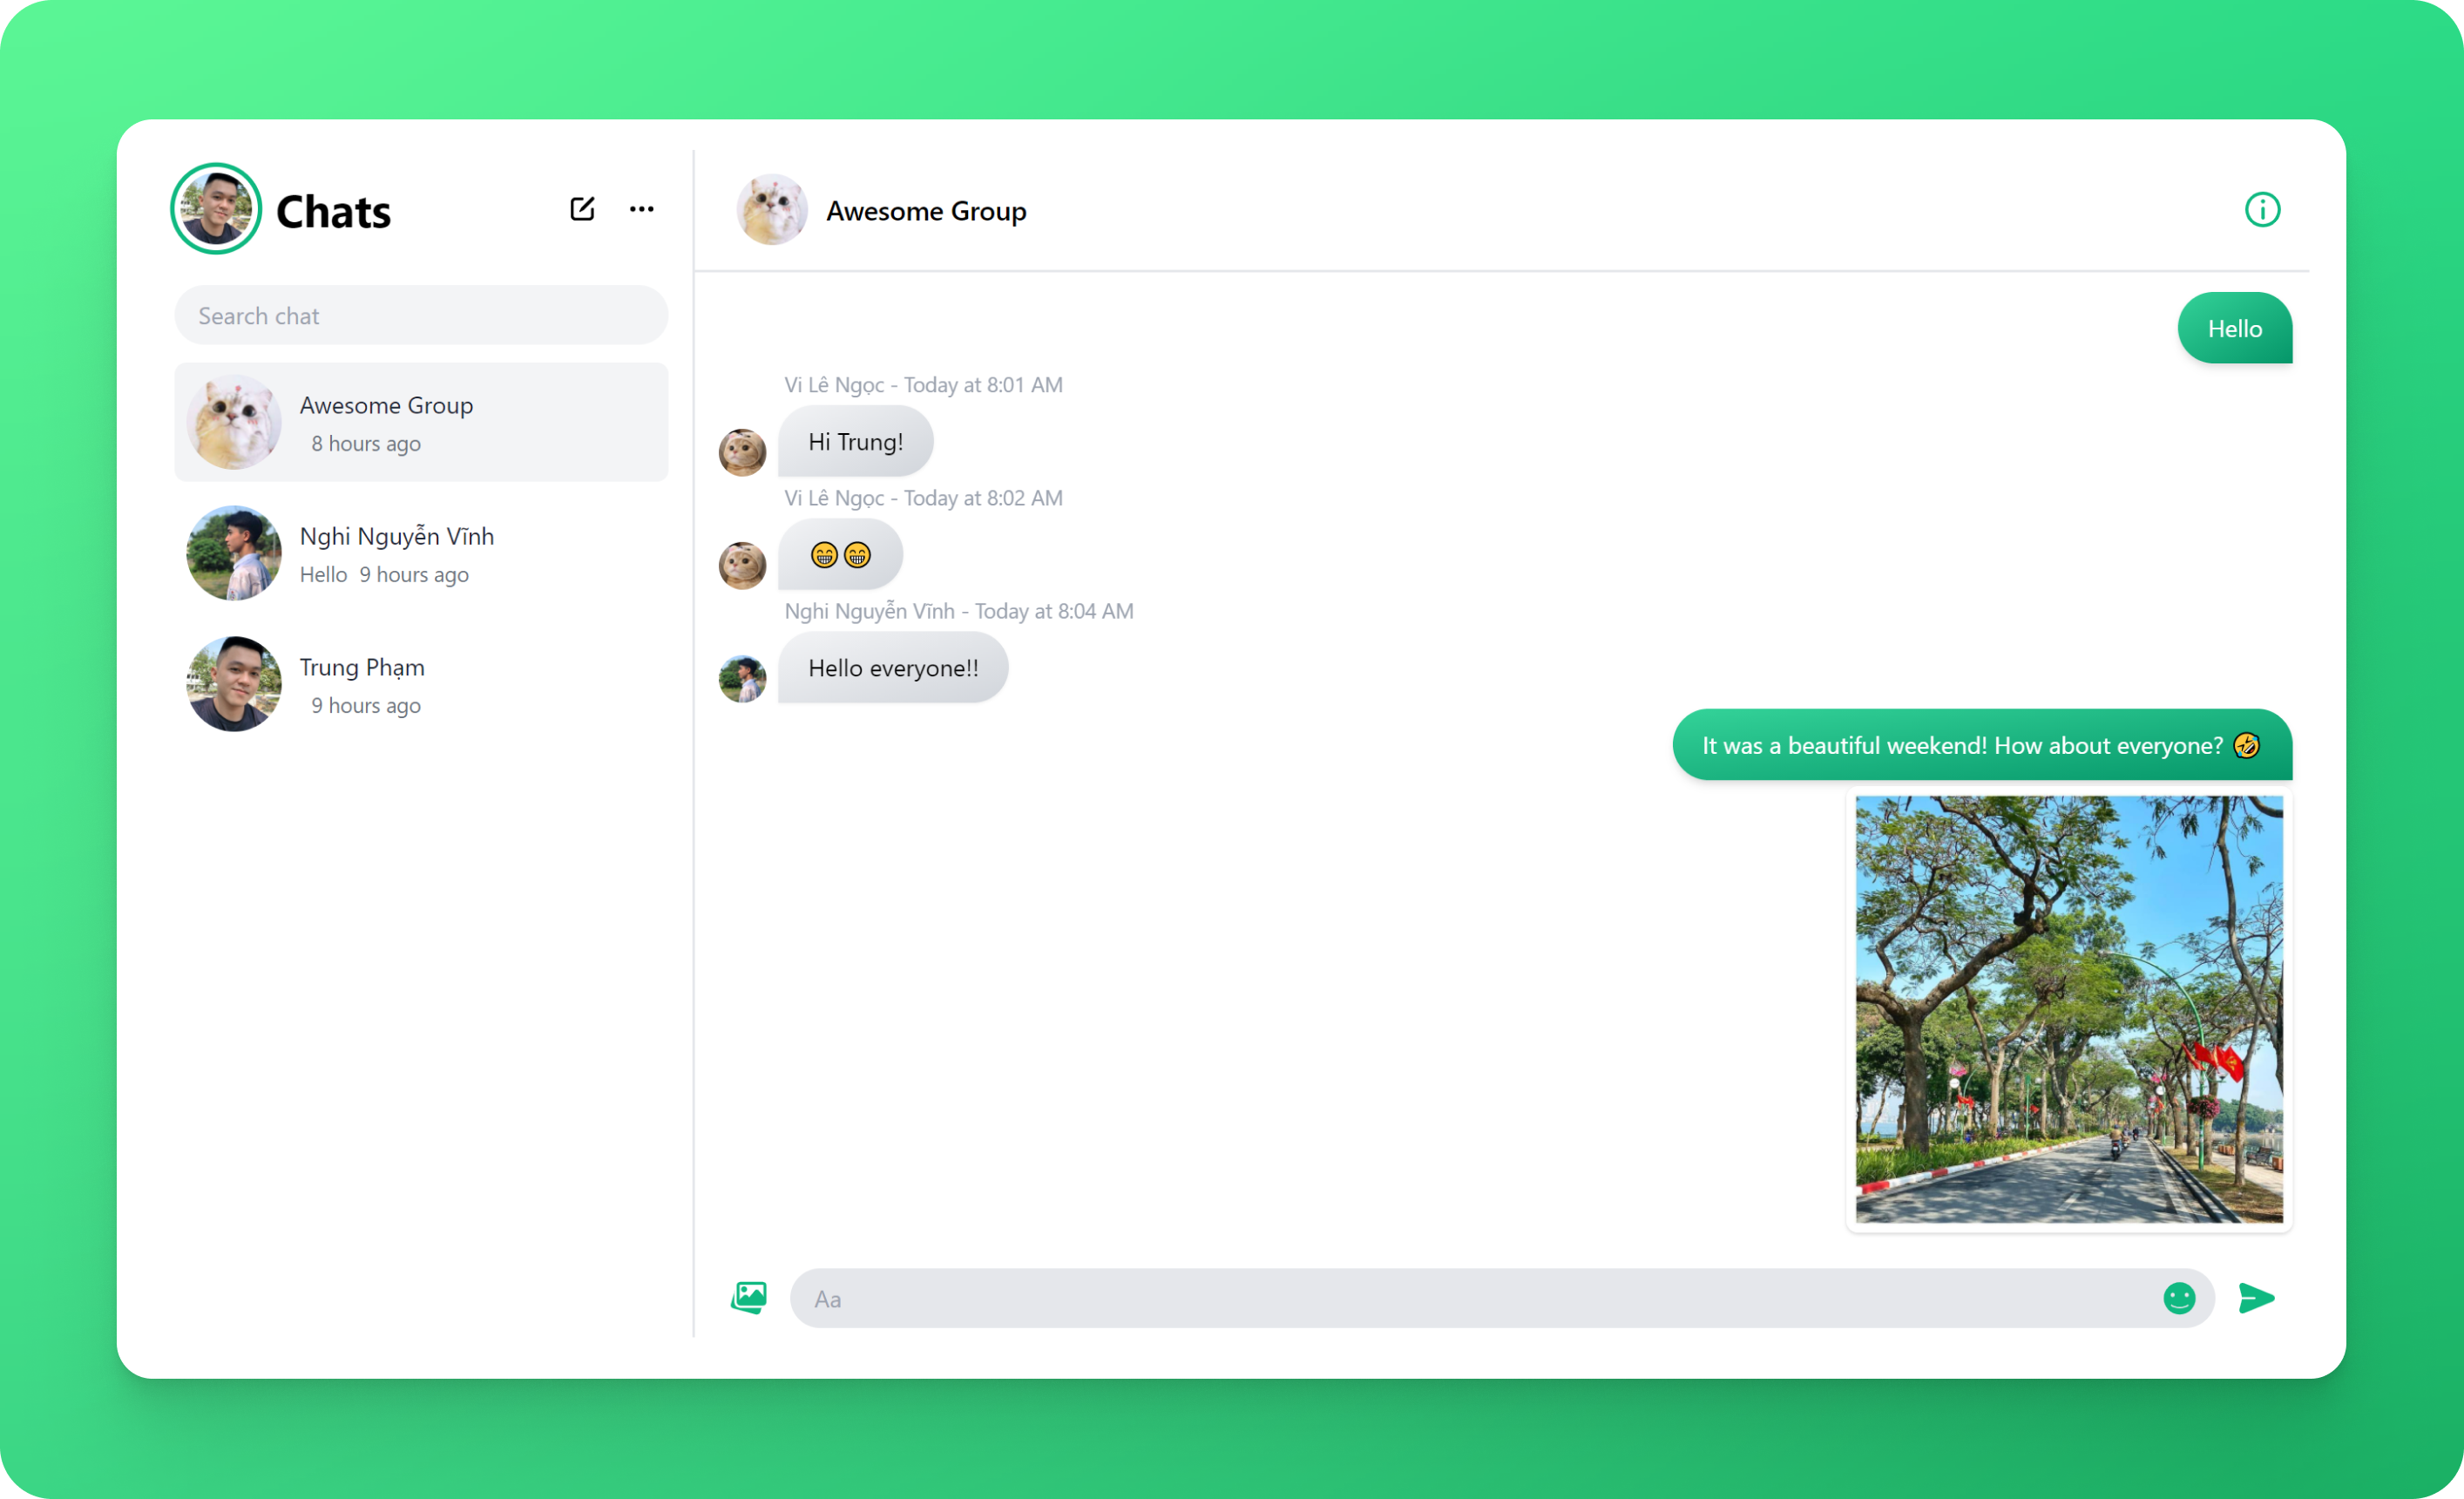 Chats
Search chat
Awesome Group
8 hours ago
Nghi Nguyễn Vĩnh
Hello 9 hours ago
Trung Phạm
9 hours ago
Awesome Group
Hello
Vi Lê Ngọc - Today at 8:01 AM
Hi Trung!
Vi Lê Ngọc - Today at 8:02 AM
😁😁
Nghi Nguyễn Vĩnh - Today at 8:04 AM
Hello everyone!!
It was a beautiful weekend! How about everyone? 🤣
Aa